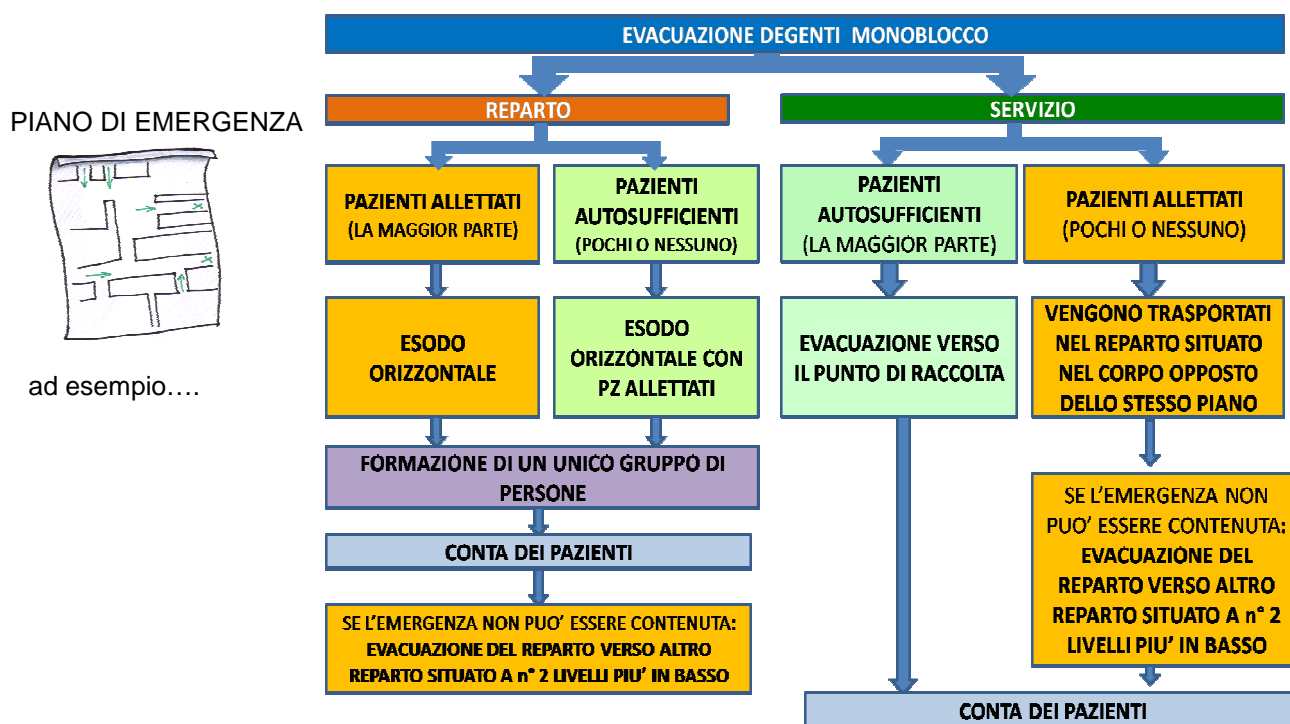 EVACUAZIONE DEGENTI MONOBLOCCO
PIANO DI EMERGENZA
ad esempio….
REPARTO
PAZIENTI ALLETTATI
(LA MAGGIOR PARTE)
PAZIENTI
AUTOSUFFICIENTI
(POCHI O NESSUNO)
ESODO
ORIZZONTALE
ESODO
ORIZZONTALE CON
PZ ALLETTATI
FORMAZIONE DI UN UNICO GRUPPO DI
PERSONE
CONTA DEI PAZIENTI
SE L'EMERGENZA NON PUO' ESSERE CONTENUTA:
EVACUAZIONE DEL REPARTO VERSO ALTRO
REPARTO SITUATO A n° 2 LIVELLI PIU' IN BASSO
SERVIZIO
PAZIENTI
AUTOSUFFICIENTI
(LA MAGGIOR PARTE)
PAZIENTI ALLETTATI
(POCHI O NESSUNO)
EVACUAZIONE VERSO
IL PUNTO DI RACCOLTA
VENGONO TRASPORTATI
NEL REPARTO SITUATO
NEL CORPO OPPOSTO
DELLO STESSO PIANO
SE L'EMERGENZA NON
PUO' ESSERE CONTENUTA:
EVACUAZIONE DEL
REPARTO VERSO ALTRO
REPARTO SITUATO A n° 2
LIVELLI PIU' IN BASSO
CONTA DEI PAZIENTI